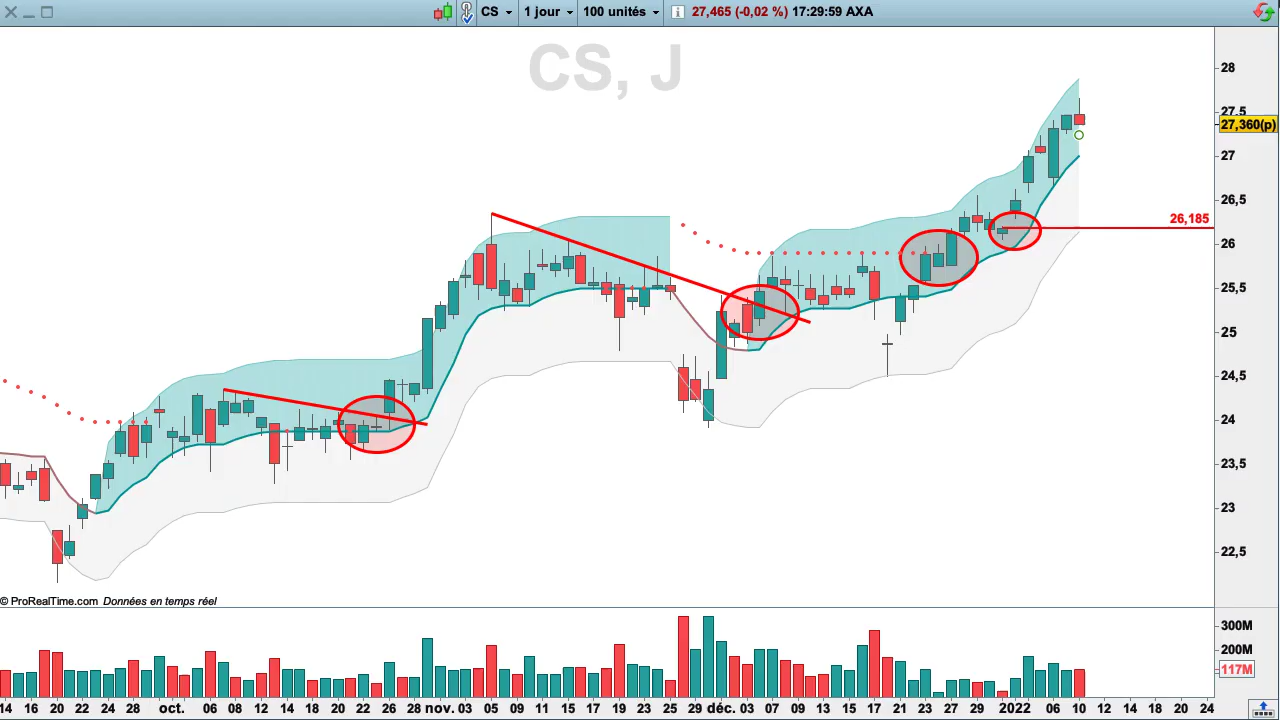 CS 1 jour 100 unités 27,465 (-0,02 %) 17:29:59 AXA
CS, J
28
27,5
27,360(p)
27
26,5
26,185
26
25,5
25
24,5
24
23,5
23
22,5
© ProRealTime.com Données en temps réel
300M
200M
117M
14 16 20 22 24 28 oct. 06 08 12 14 18 20 22 26 28 nov. 03 05 09 11 15 17 19 23 25 29 déc. 03 07 09 13 15 17 21 23 27 29 2022 06 10 12 14 18 20 24